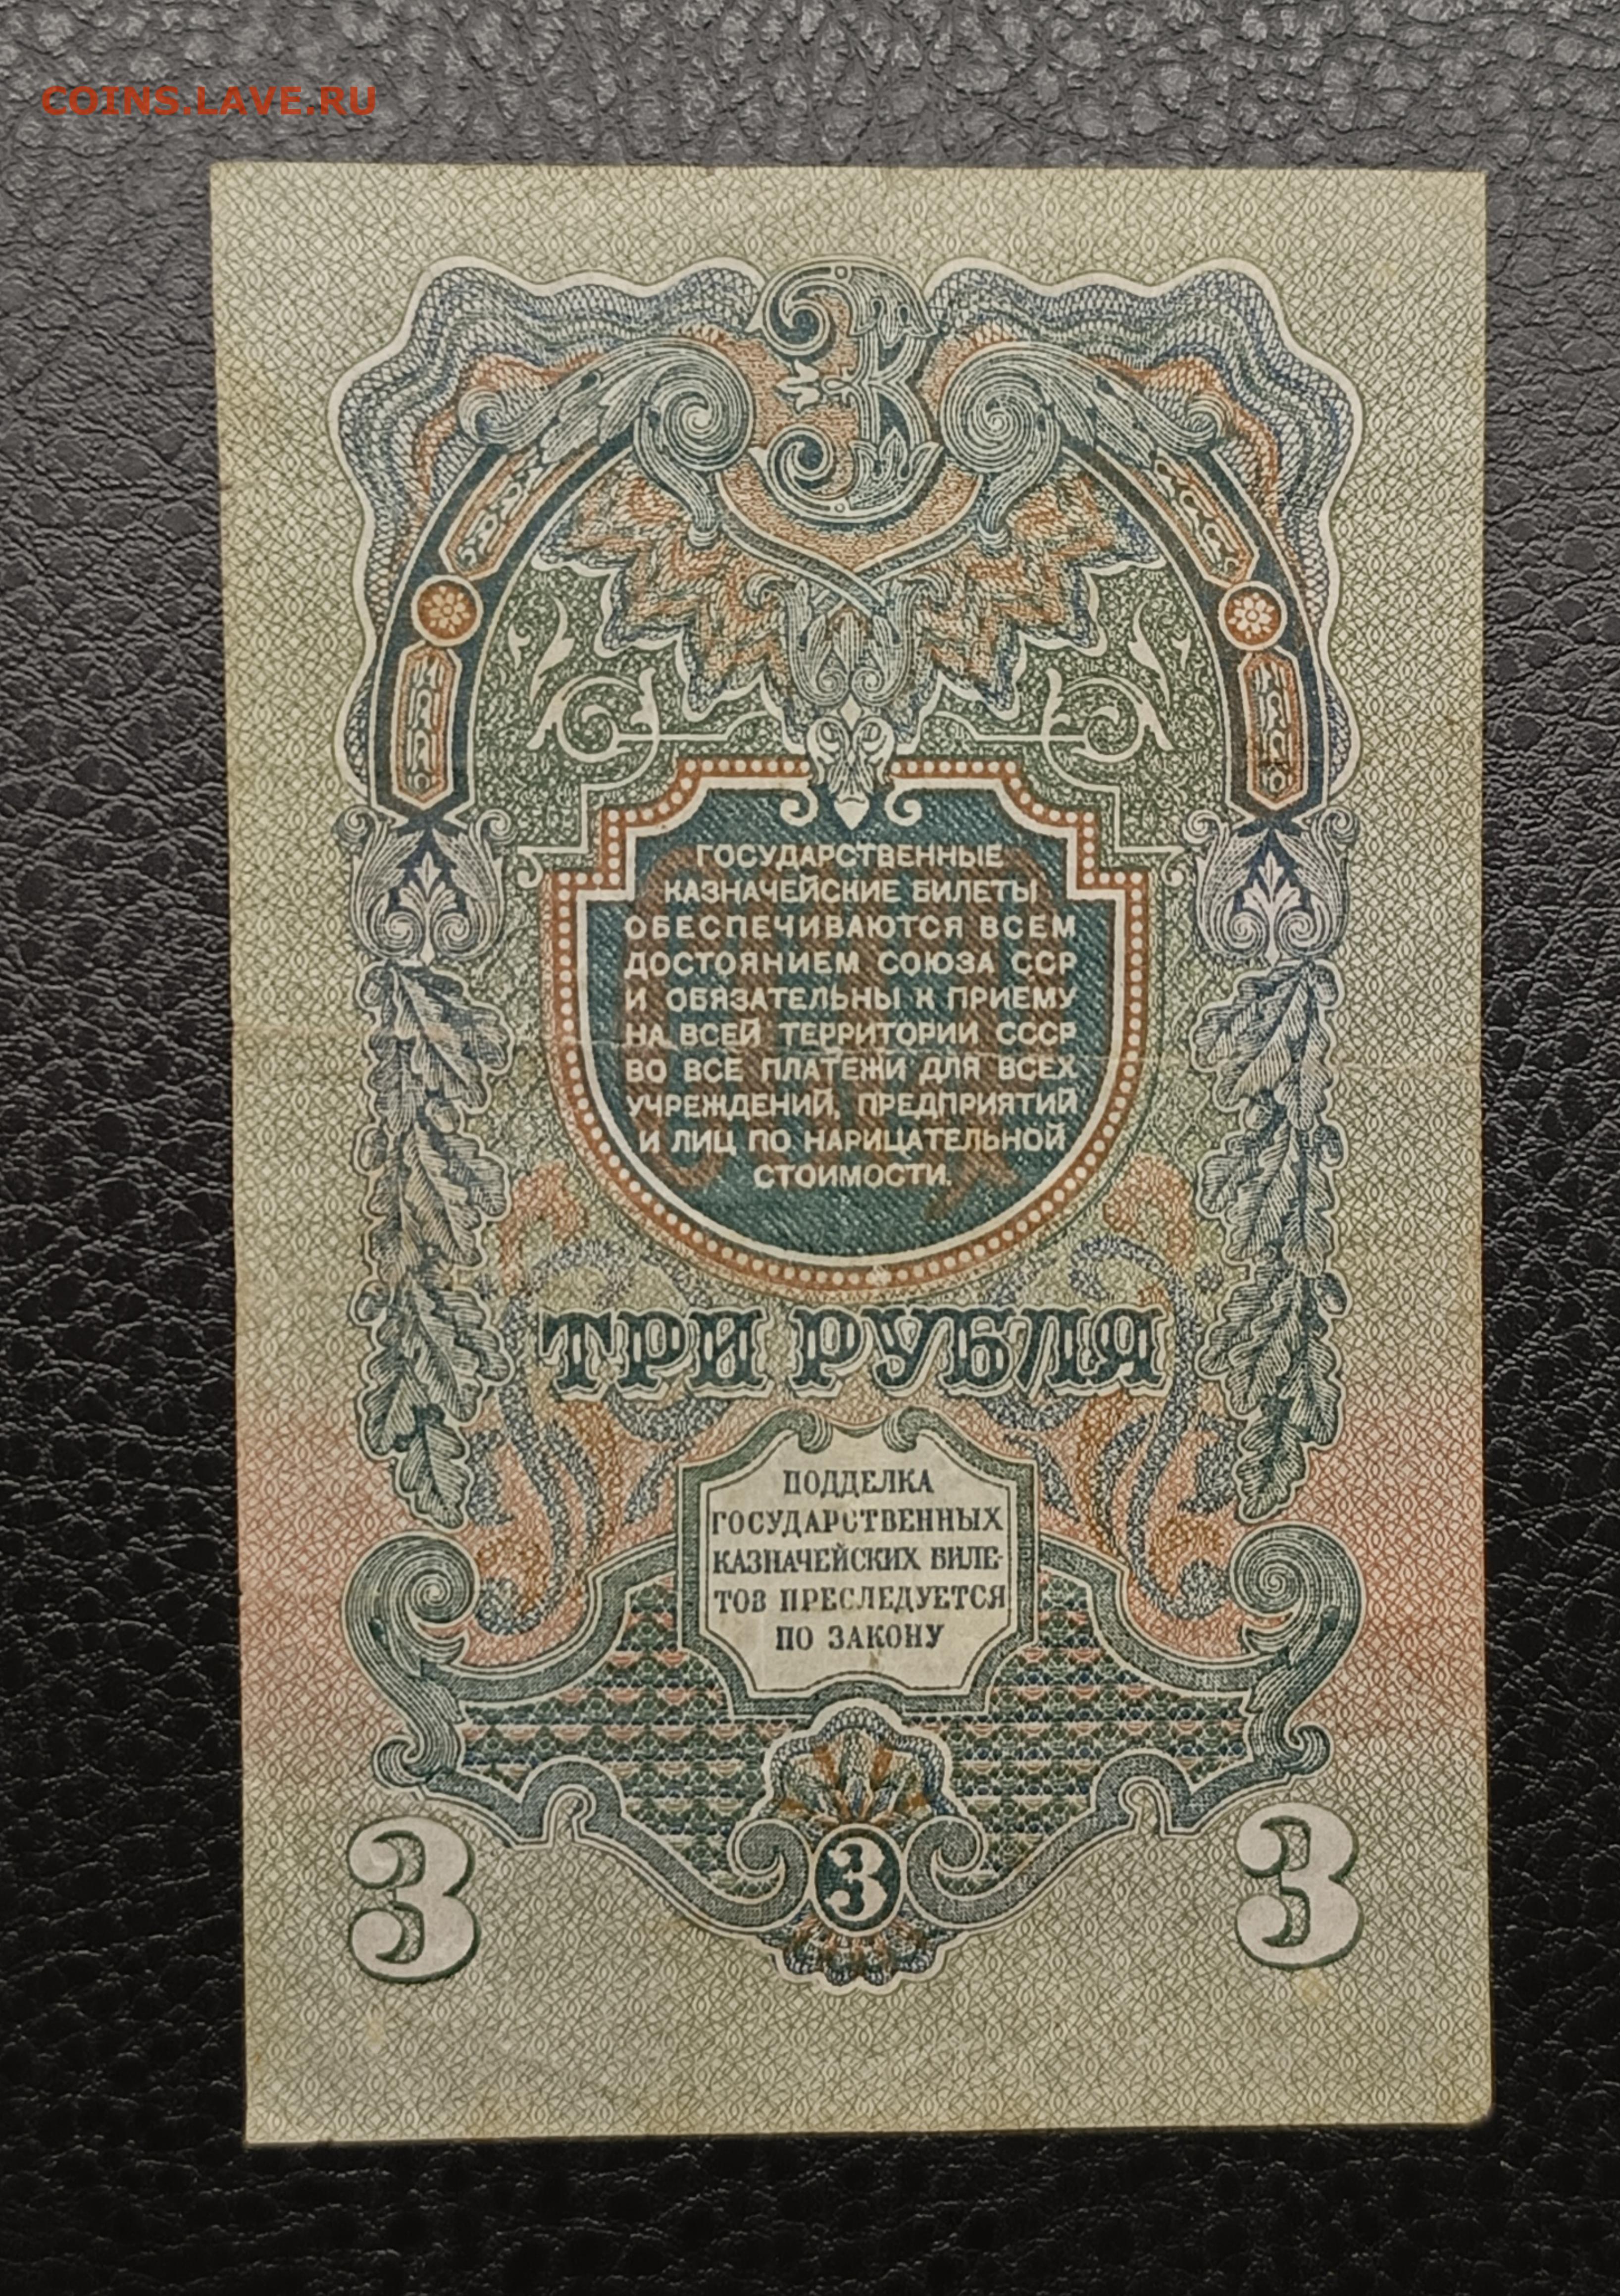 COINS.LAVE.RU
3
ГОСУДАРСТВЕННЫЕ
КАЗНАЧЕЙСКИЕ БИЛЕТЫ
ОБЕСПЕЧИВАЮТСЯ ВСЕМ
ДОСТОЯНИЕМ СОЮЗА ССР
И ОБЯЗАТЕЛЬНЫ К ПРИЕМУ
НА ВСЕЙ ТЕРРИТОРИИ СССР
ВО ВСЕ ПЛАТЕЖИ ДЛЯ ВСЕХ
УЧРЕЖДЕНИЙ, ПРЕДПРИЯТИЙ
И ЛИЦ ПО НАРИЦАТЕЛЬНОЙ
СТОИМОСТИ.
ТРИ РУБЛЯ
ПОДДЕЛКА
ГОСУДАРСТВЕННЫХ
КАЗНАЧЕЙСКИХ БИЛЕ-
ТОВ ПРЕСЛЕДУЕТСЯ
ПО ЗАКОНУ
3 3 3